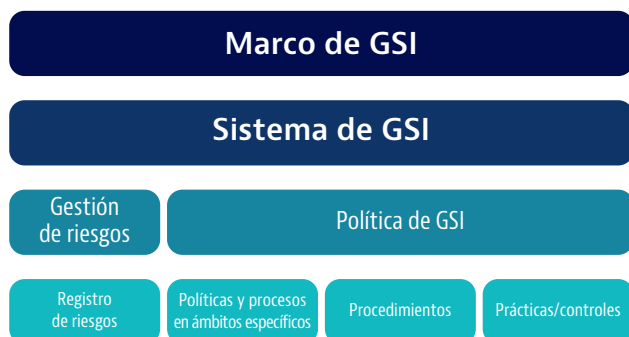 Marco de GSI
Sistema de GSI
Gestión
de riesgos
Política de GSI
Registro
de riesgos
Políticas y procesos
en ámbitos específicos
Procedimientos
Prácticas/controles